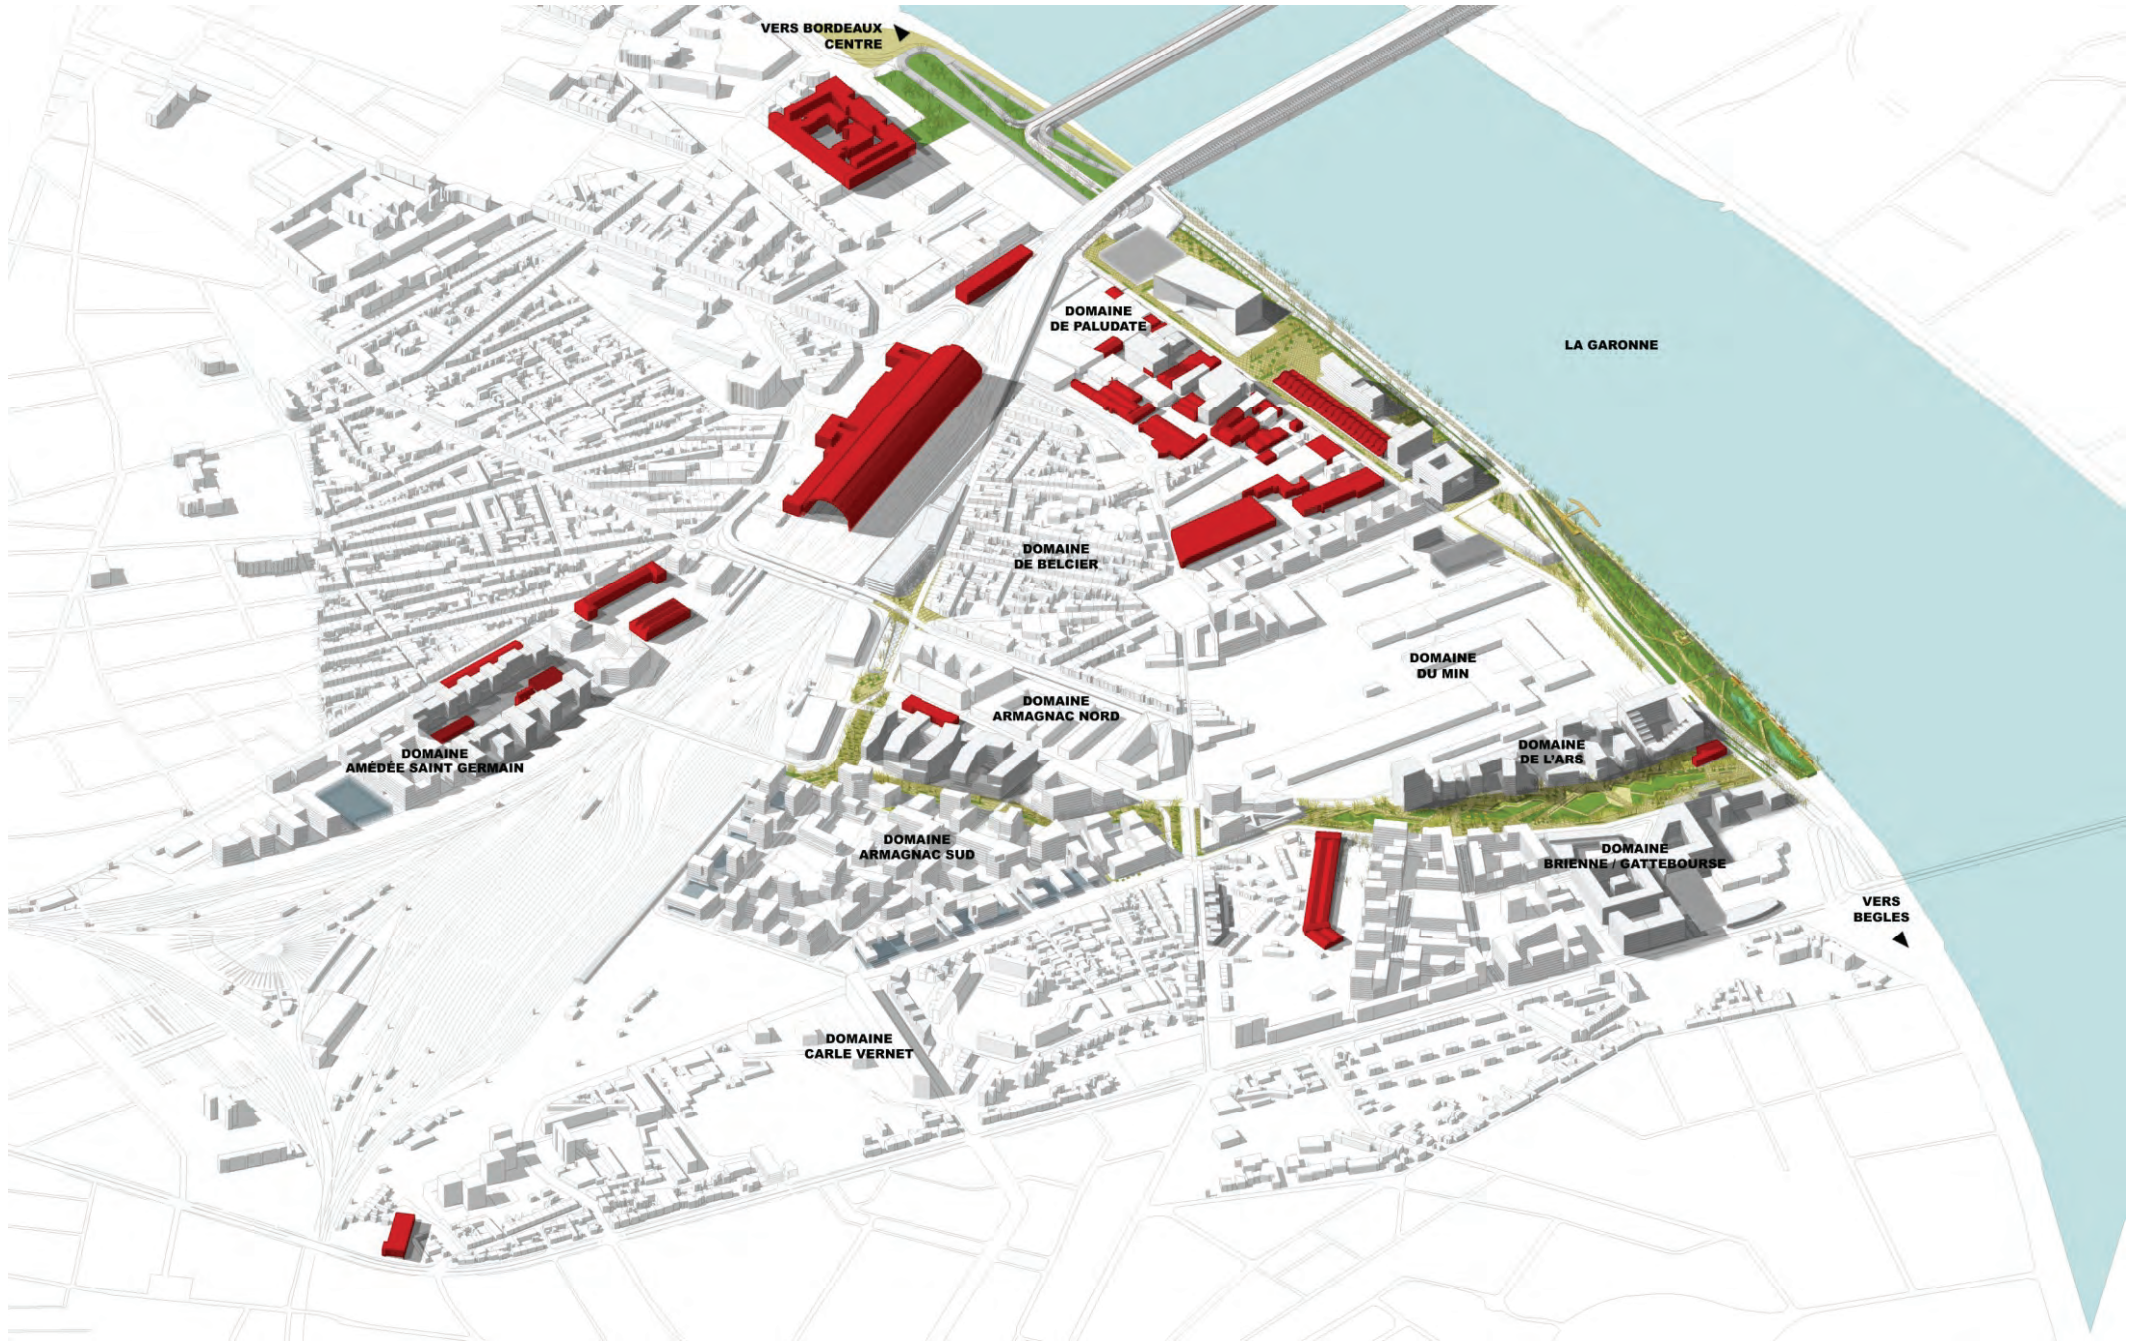 VERS BORDEAUX
CENTRE
DOMAINE
DE PALUDATE
LA GARONNE
DOMAINE
DE BELCIER
DOMAINE
DU MIN
DOMAINE
ARMAGNAC NORD
DOMAINE
DE L'ARS
DOMAINE
AMÉDÉE SAINT GERMAIN
DOMAINE
ARMAGNAC SUD
DOMAINE
BRIENNE / GATTEBOURSE
VERS
BEGLES
DOMAINE
CARLE VERNET